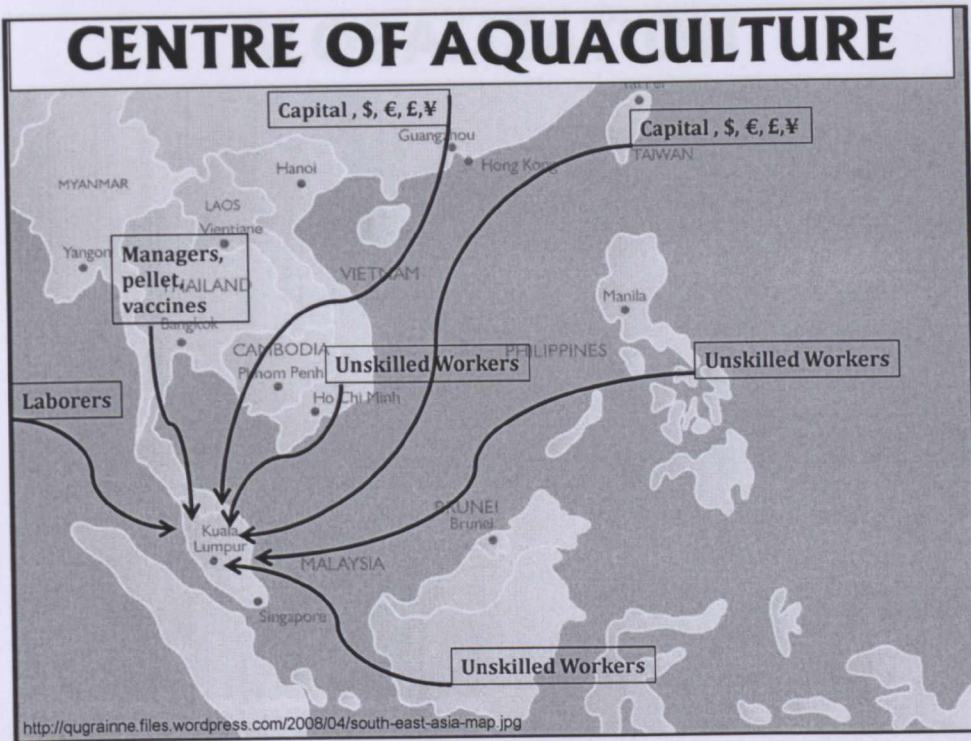 CENTRE OF AQUACULTURE
Capital , $, €, £,¥
Capital , $, €, £,¥
Guangzhou
Hong Kong
TAIWAN
Hanoi
MYANMAR
LAOS
Vientiane
Yangon
Managers,
pellet,
vaccines
THAILAND
VIETNAM
Manila
Bangkok
CAMBODIA
Unskilled Workers
PHILIPPINES
Unskilled Workers
Phnom Penh
Laborers
Ho Chi Minh
BRUNEI
Brunei
Kuala
Lumpur
MALAYSIA
Singapore
Unskilled Workers
http://qugrainne.files.wordpress.com/2008/04/south-east-asia-map.jpg